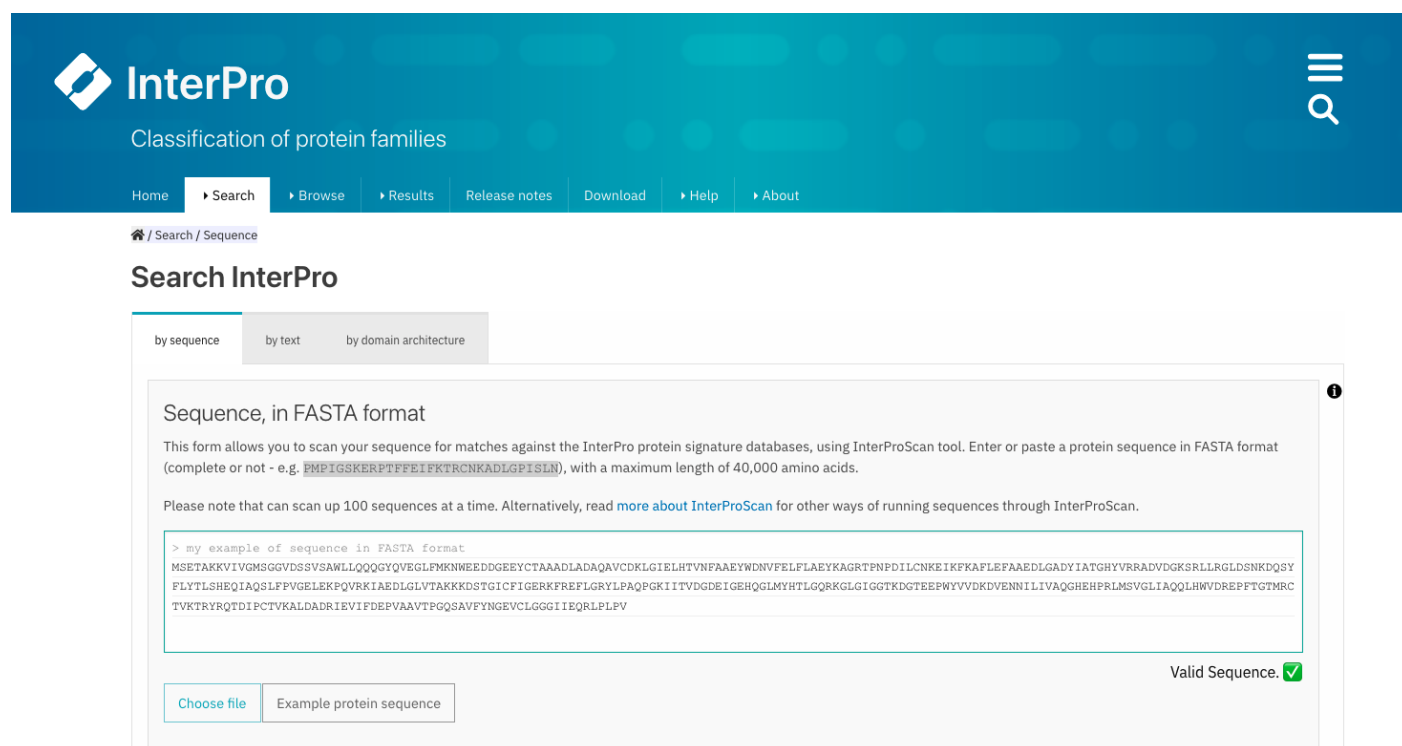 InterPro
Classification of protein families
Home Search Browse Results Release notes Download Help About
/ Search / Sequence
Search InterPro
by sequence by text by domain architecture
Sequence, in FASTA format
This form allows you to scan your sequence for matches against the InterPro protein signature databases, using InterProScan tool. Enter or paste a protein sequence in FASTA format
(complete or not - e.g. PMPIGSKERPTFFEIFKTRCNKADLGPISLN), with a maximum length of 40,000 amino acids.
Please note that can scan up 100 sequences at a time. Alternatively, read more about InterProScan for other ways of running sequences through InterProScan.
> my example of sequence in FASTA format
MSETAKKVIVGMSGGVDSSVSAWLLQQQGYQVEGLFMKNWEEDDGEEYCTAAADLADAQAVCDKLGIELHTVNFAAEYWDNVFELFLAEYKAGRTPNPDILCNKEIKFKAFLEFAAEDLGADYIATGHYVRRADVDGKSRLLRGLDSNKDQSY
FLYTLSHEQIAQSLFPVGELEKPQVRKIAEDLGLVTAKKKDSTGICFIGERKFREFLGRYLPAQPGKIITVDGDEIGEHQGLMYHTLGQRKGLGIGGTKDGTEEPWYVVDKDVENNILIVAQGHEHPRLMSVGLIAQQLHWVDREPFTGTMRC
TVKTRYRQTDIPCTVKALDADRIEVIFDEPVAAVTPGQSAVFYNGEVCLGGGIIEQRLPLPV
Valid Sequence. ✅
Choose file Example protein sequence